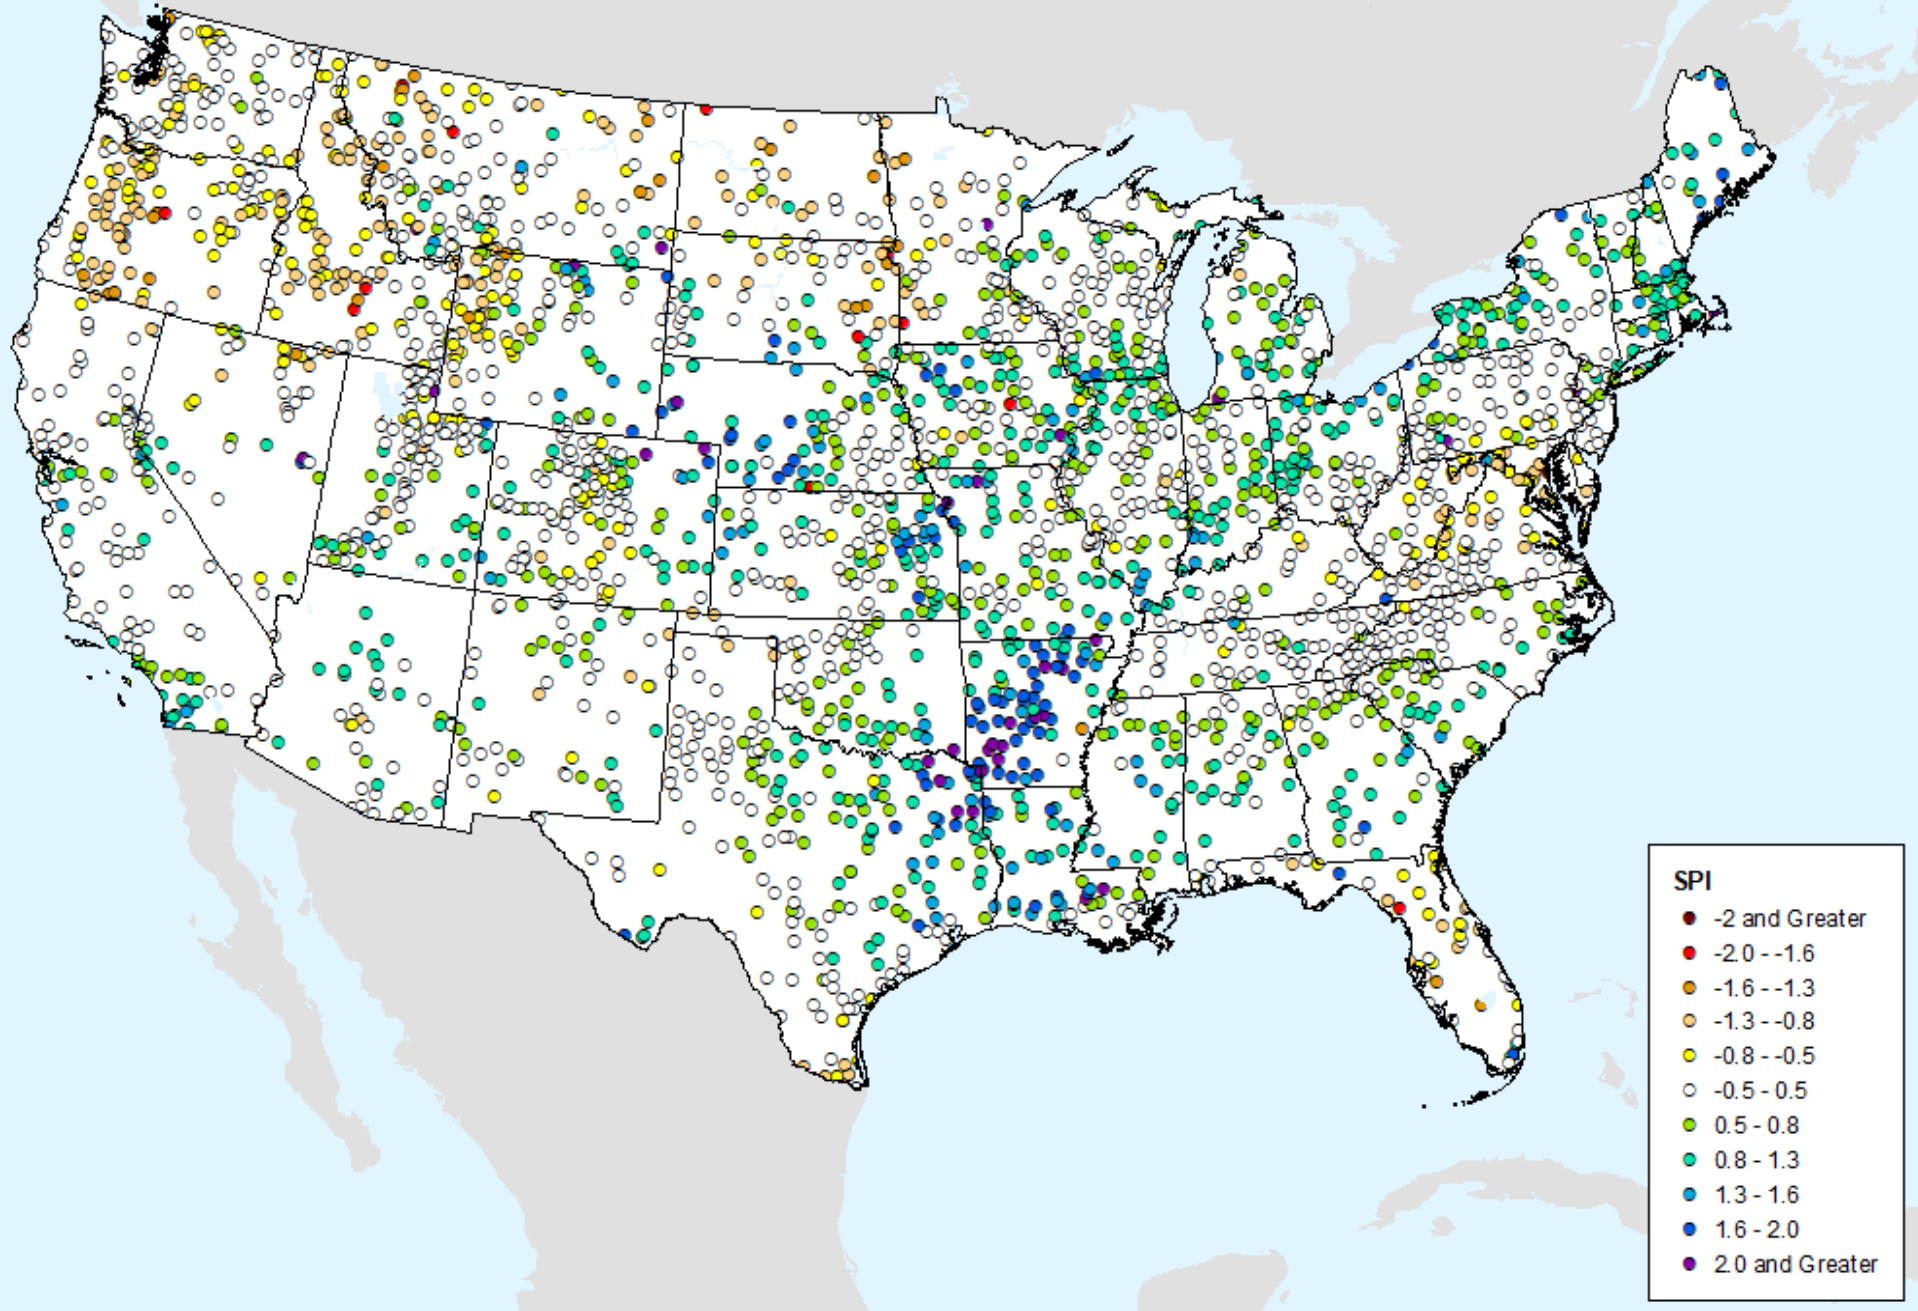 SPI
-2 and Greater
-2.0 - -1.6
-1.6 - -1.3
-1.3 - -0.8
-0.8 - -0.5
-0.5 - 0.5
0.5 - 0.8
0.8 - 1.3
1.3 - 1.6
1.6 - 2.0
2.0 and Greater